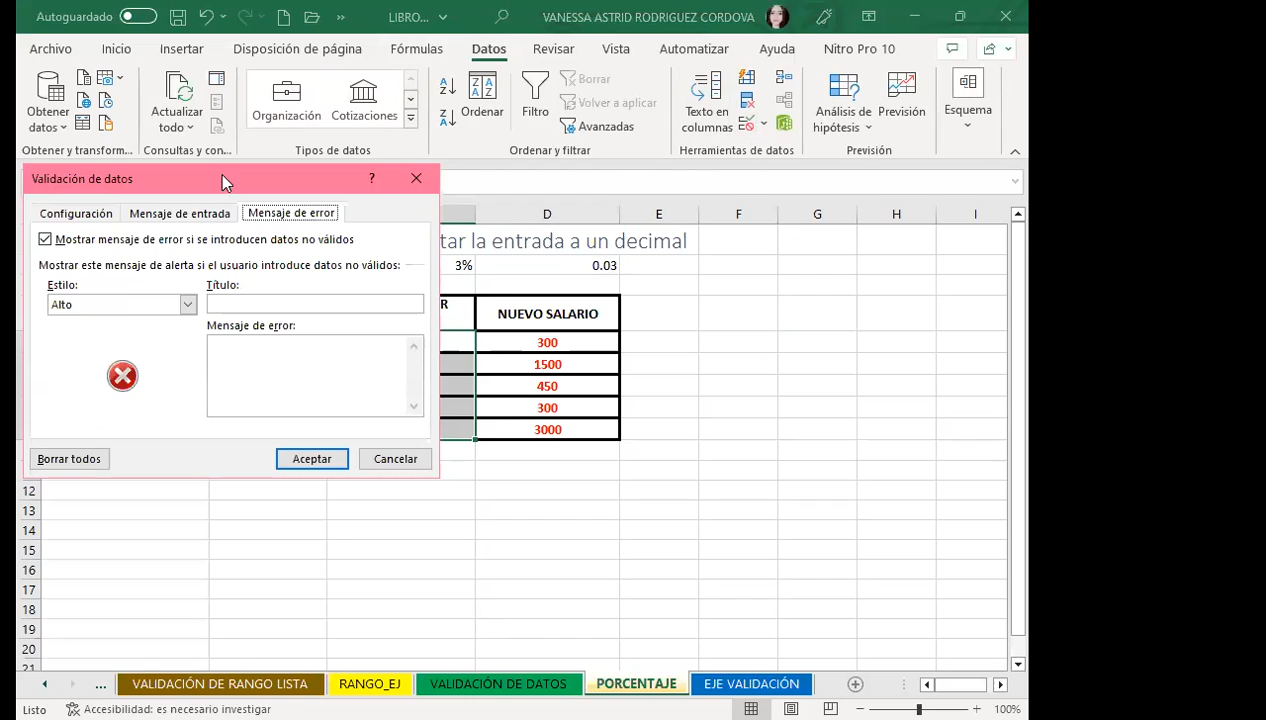 Autoguardado
LIBRO...
VANESSA ASTRID RODRIGUEZ CORDOVA
Archivo Inicio Insertar Disposición de página Fórmulas Datos Revisar Vista Automatizar Ayuda Nitro Pro 10
Obtener datos
Actualizar todo
Organización
Cotizaciones
Ordenar
Filtro
Borrar
Volver a aplicar
Avanzadas
Texto en columnas
Análisis de hipótesis
Previsión
Esquema
Obtener y transform... Consultas y con... Tipos de datos Ordenar y filtrar Herramientas de datos Previsión
Validación de datos ?
Configuración Mensaje de entrada Mensaje de error
Mostrar mensaje de error si se introducen datos no válidos
Mostrar este mensaje de alerta si el usuario introduce datos no válidos:
Estilo: Título:
Alto
Mensaje de error:
Borrar todos Aceptar Cancelar
D E F G H I
tar la entrada a un decimal
3% 0.03
R NUEVO SALARIO
300
1500
450
300
3000
12
13
14
15
16
17
18
19
20
21
... VALIDACIÓN DE RANGO LISTA RANGO_EJ VALIDACIÓN DE DATOS PORCENTAJE EJE VALIDACIÓN
Listo Accesibilidad: es necesario investigar 100%